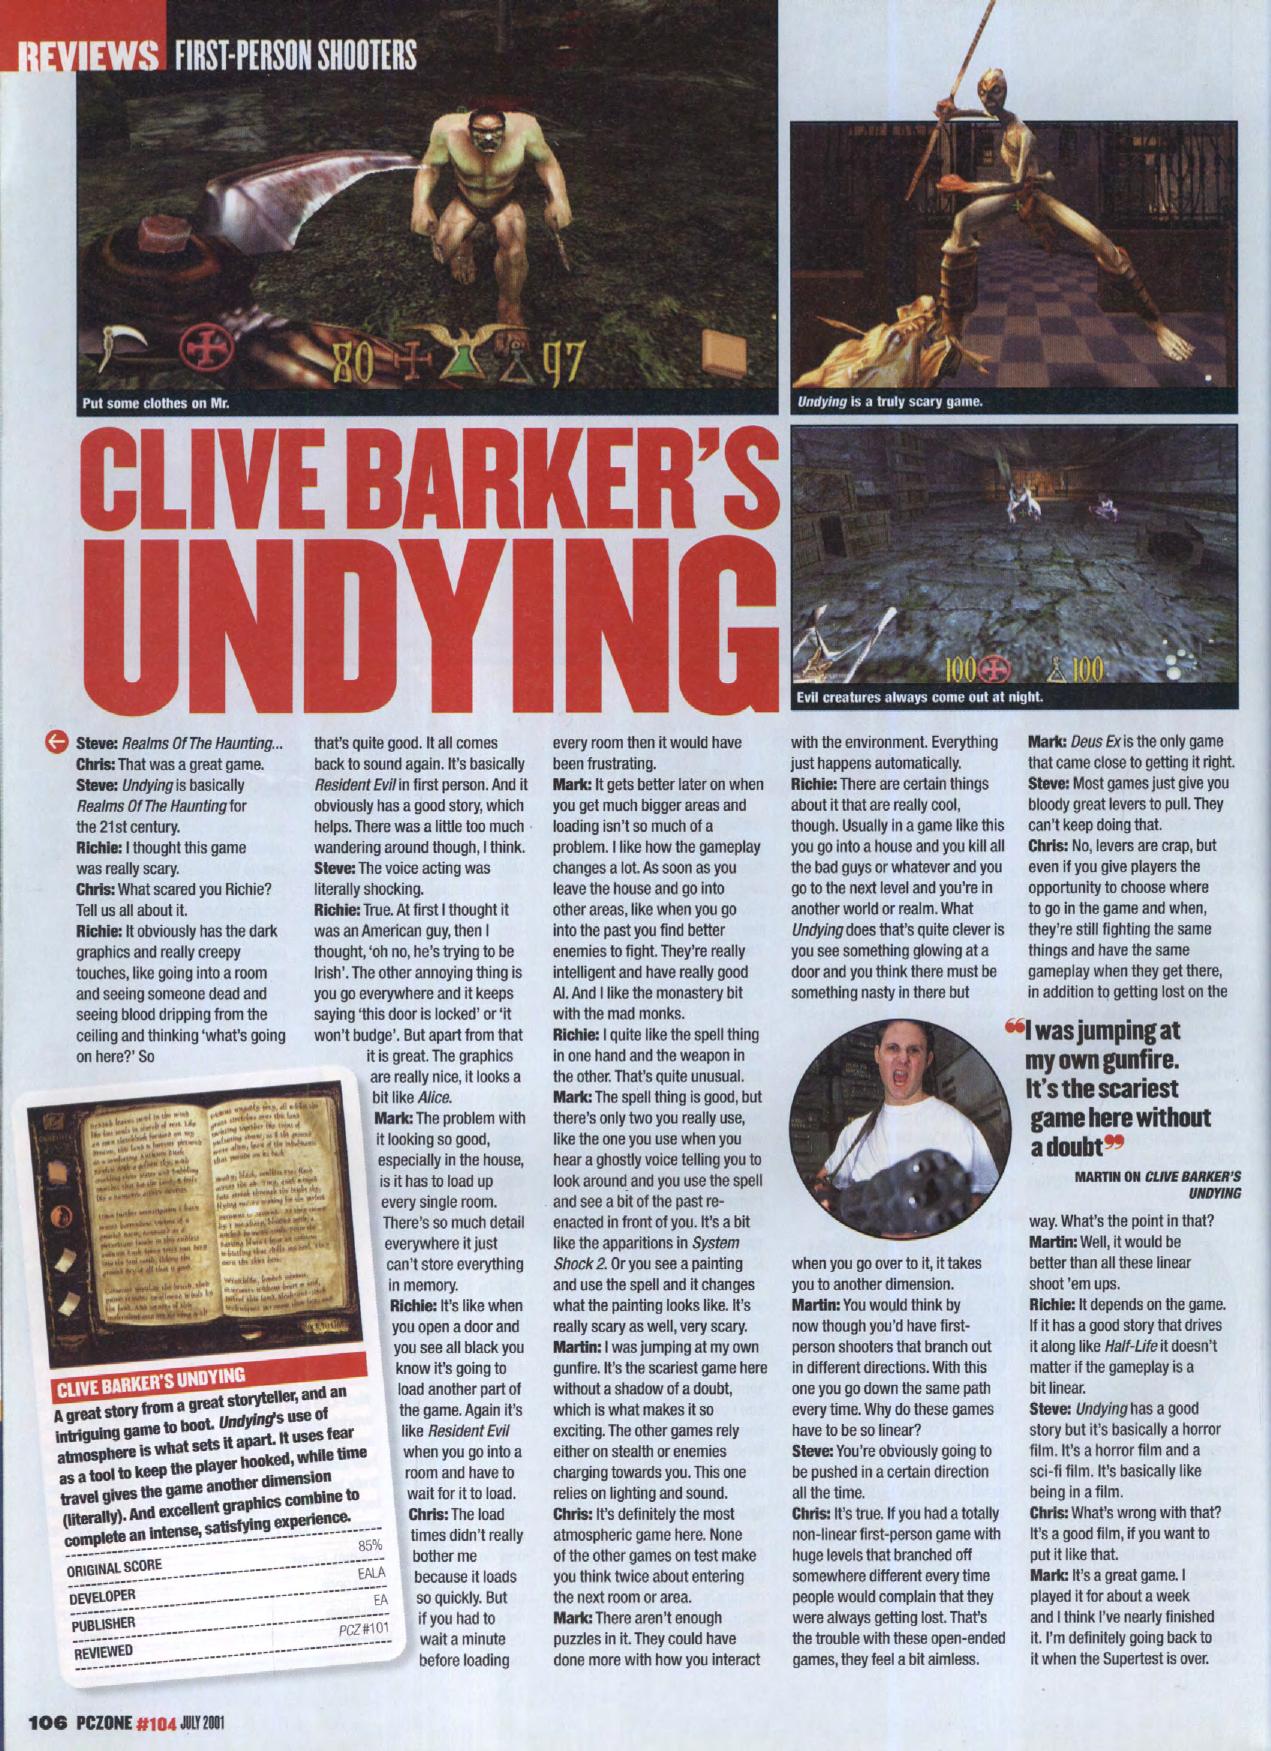 REVIEWS FIRST-PERSON SHOOTERS
80
97
Put some clothes on Mr.
Undying is a truly scary game.
100
100
Evil creatures always come out at night.
CLIVE BARKER'S
UNDYING
Steve: Realms Of The Haunting...
Chris: That was a great game.
Steve: Undying is basically
Realms Of The Haunting for
the 21st century.
Richie: I thought this game
was really scary.
Chris: What scared you Richie?
Tell us all about it.
Richie: It obviously has the dark
graphics and really creepy
touches, like going into a room
and seeing someone dead and
seeing blood dripping from the
ceiling and thinking ‘what's going
on here?’ So
that's quite good. It all comes
back to sound again. It's basically
Resident Evil in first person. And it
obviously has a good story, which
helps. There was a little too much
wandering around though, I think.
Steve: The voice acting was
literally shocking.
Richie: True. At first I thought it
was an American guy, then I
thought, ‘oh no, he's trying to be
Irish’. The other annoying thing is
you go everywhere and it keeps
saying ‘this door is locked’ or ‘it
won't budge’. But apart from that
it is great. The graphics
are really nice, it looks a
bit like Alice.
Mark: The problem with
it looking so good,
especially in the house,
is it has to load up
every single room.
There's so much detail
everywhere it just
can't store everything
in memory.
Richie: It's like when
you open a door and
you see all black you
know it's going to
load another part of
the game. Again it's
like Resident Evil
when you go into a
room and have to
wait for it to load.
Chris: The load
times didn't really
bother me
because it loads
so quickly. But
if you had to
wait a minute
before loading
every room then it would have
been frustrating.
Mark: It gets better later on when
you get much bigger areas and
loading isn't so much of a
problem. I like how the gameplay
changes a lot. As soon as you
leave the house and go into
other areas, like when you go
into the past you find better
enemies to fight. They're really
intelligent and have really good
AI. And I like the monastery bit
with the mad monks.
Richie: I quite like the spell thing
in one hand and the weapon in
the other. That's quite unusual.
Mark: The spell thing is good, but
there's only two you really use,
like the one you use when you
hear a ghostly voice telling you to
look around and you use the spell
and see a bit of the past re-
enacted in front of you. It's a bit
like the apparitions in System
Shock 2. Or you see a painting
and use the spell and it changes
what the painting looks like. It's
really scary as well, very scary.
Martin: I was jumping at my own
gunfire. It's the scariest game here
without a shadow of a doubt,
which is what makes it so
exciting. The other games rely
either on stealth or enemies
charging towards you. This one
relies on lighting and sound.
Chris: It's definitely the most
atmospheric game here. None
of the other games on test make
you think twice about entering
the next room or area.
Mark: There aren't enough
puzzles in it. They could have
done more with how you interact
with the environment. Everything
just happens automatically.
Richie: There are certain things
about it that are really cool,
though. Usually in a game like this
you go into a house and you kill all
the bad guys or whatever and you
go to the next level and you're in
another world or realm. What
Undying does that's quite clever is
you see something glowing at a
door and you think there must be
something nasty in there but
when you go over to it, it takes
you to another dimension.
Martin: You would think by
now though you'd have first-
person shooters that branch out
in different directions. With this
one you go down the same path
every time. Why do these games
have to be so linear?
Steve: You're obviously going to
be pushed in a certain direction
all the time.
Chris: It's true. If you had a totally
non-linear first-person game with
huge levels that branched off
somewhere different every time
people would complain that they
were always getting lost. That's
the trouble with these open-ended
games, they feel a bit aimless.
Mark: Deus Ex is the only game
that came close to getting it right.
Steve: Most games just give you
bloody great levers to pull. They
can't keep doing that.
Chris: No, levers are crap, but
even if you give players the
opportunity to choose where
to go in the game and when,
they're still fighting the same
things and have the same
gameplay when they get there,
in addition to getting lost on the
“I was jumping at
my own gunfire.
It's the scariest
game here without
a doubt”
MARTIN ON CLIVE BARKER'S
UNDYING
way. What's the point in that?
Martin: Well, it would be
better than all these linear
shoot 'em ups.
Richie: It depends on the game.
If it has a good story that drives
it along like Half-Life it doesn't
matter if the gameplay is a
bit linear.
Steve: Undying has a good
story but it's basically a horror
film. It's a horror film and a
sci-fi film. It's basically like
being in a film.
Chris: What's wrong with that?
It's a good film, if you want to
put it like that.
Mark: It's a great game. I
played it for about a week
and I think I've nearly finished
it. I'm definitely going back to
it when the Supertest is over.
CLIVE BARKER'S UNDYING
A great story from a great storyteller, and an
intriguing game to boot. Undying's use of
atmosphere is what sets it apart. It uses fear
as a tool to keep the player hooked, while time
travel gives the game another dimension
(literally). And excellent graphics combine to
complete an intense, satisfying experience.
ORIGINAL SCORE 85%
DEVELOPER EALA
PUBLISHER EA
REVIEWED PCZ #101
106 PCZONE #104 JULY 2001